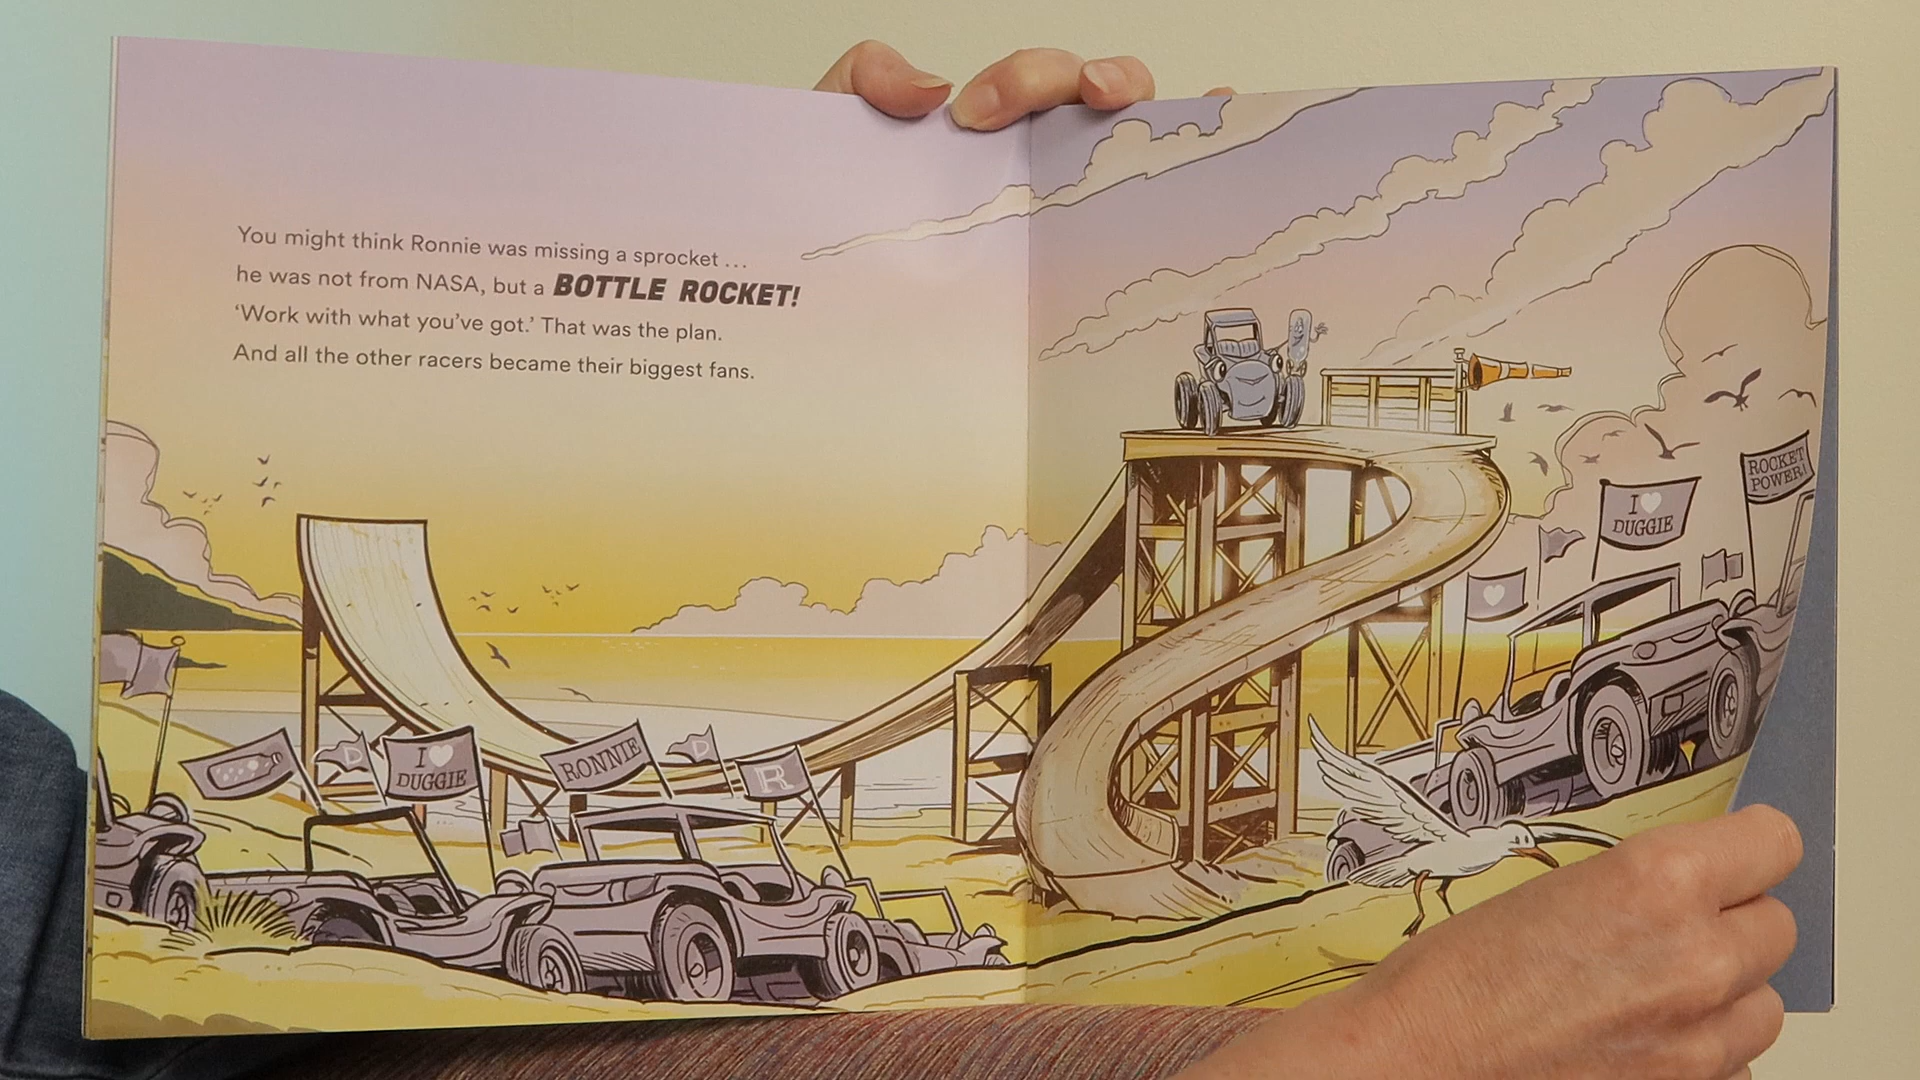 You might think Ronnie was missing a sprocket ...
he was not from NASA, but a BOTTLE ROCKET!
‘Work with what you’ve got.’ That was the plan.
And all the other racers became their biggest fans.
ROCKET
POWER!
I
DUGGIE
D
I
DUGGIE
RONNIE
D
R